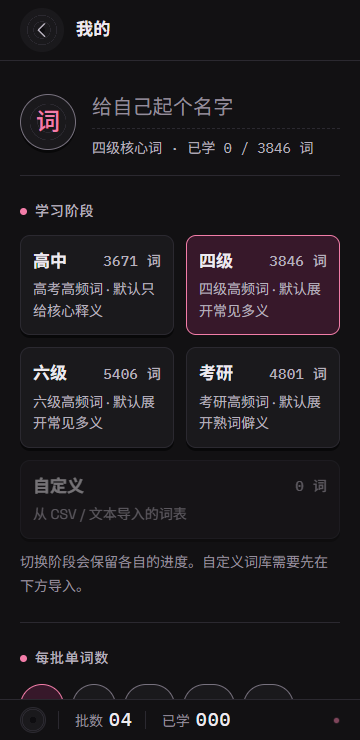 我的
词
给自己起个名字
四级核心词 · 已学 0 / 3846 词
学习阶段
高中 3671 词
高考高频词 · 默认只
给核心释义
四级 3846 词
四级高频词 · 默认展
开常见多义
六级 5406 词
六级高频词 · 默认展
开常见多义
考研 4801 词
考研高频词 · 默认展
开熟词僻义
自定义 0 词
从 CSV / 文本导入的词表
切换阶段会保留各自的进度。自定义词库需要先在
下方导入。
每批单词数
批数 04 已学 000